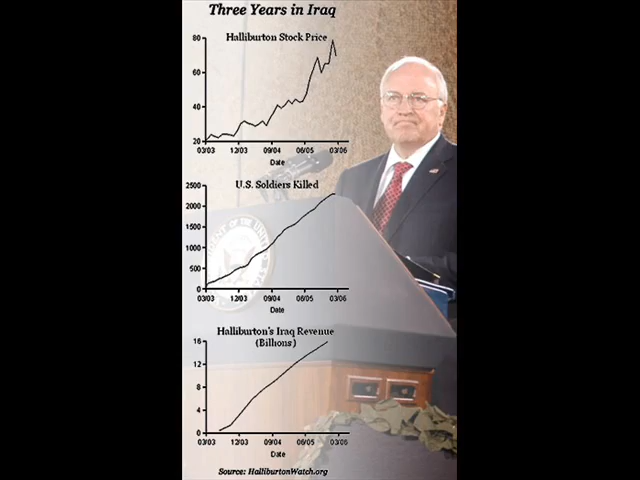 Three Years in Iraq
Halliburton Stock Price
80
60
40
20
03/03 12/03 09/04 06/05 03/06
Date
U.S. Soldiers Killed
2500
2000
1500
1000
500
0
03/03 12/03 09/04 06/05 03/06
Date
Halliburton's Iraq Revenue
(Billions)
16
12
8
4
0
03/03 12/03 09/04 06/05 03/06
Date
Source: HalliburtonWatch.org